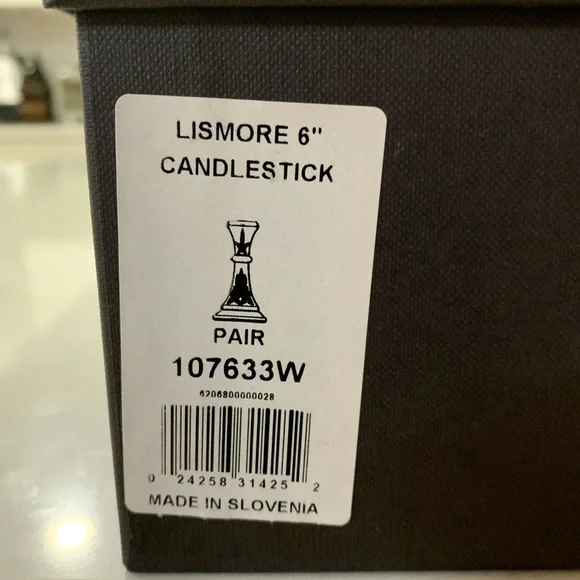 LISMORE 6"
CANDLESTICK
PAIR
107633W
6206800000028
0 24258 31425 2
MADE IN SLOVENIA